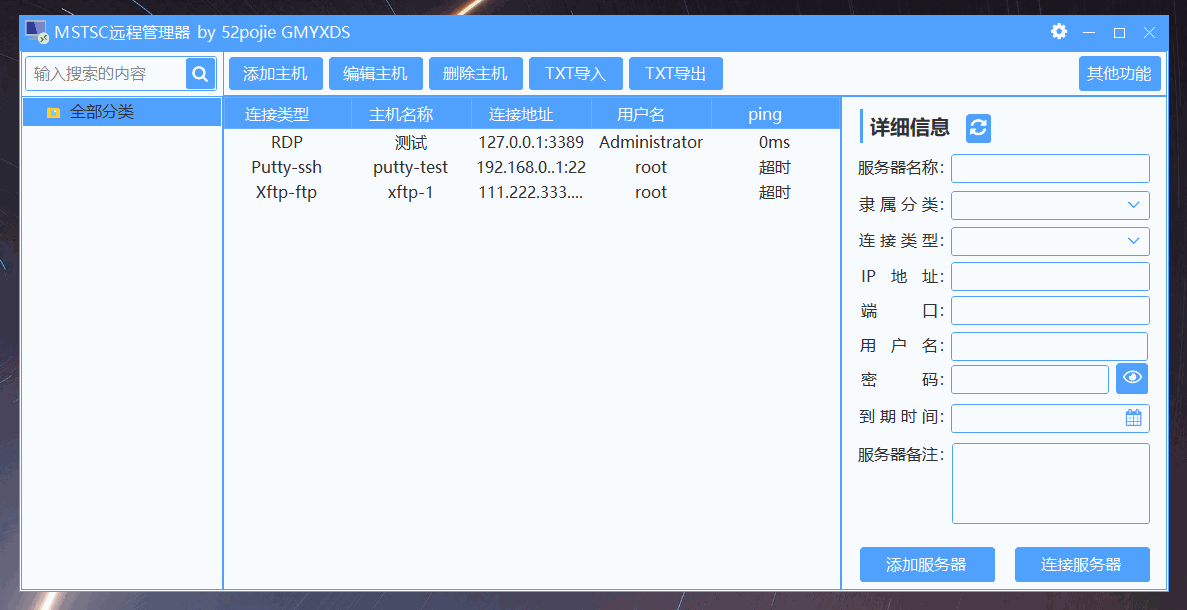 MSTSC远程管理器 by 52pojie GMYXDS
输入搜索的内容 添加主机 编辑主机 删除主机 TXT导入 TXT导出 其他功能
全部分类
连接类型 主机名称 连接地址 用户名 ping
RDP 测试 127.0.0.1:3389 Administrator 0ms
Putty-ssh putty-test 192.168.0..1:22 root 超时
Xftp-ftp xftp-1 111.222.333.... root 超时
详细信息
服务器名称:
隶属分类:
连接类型:
IP 地 址:
端 口:
用 户 名:
密 码:
到期时间:
服务器备注:
添加服务器 连接服务器